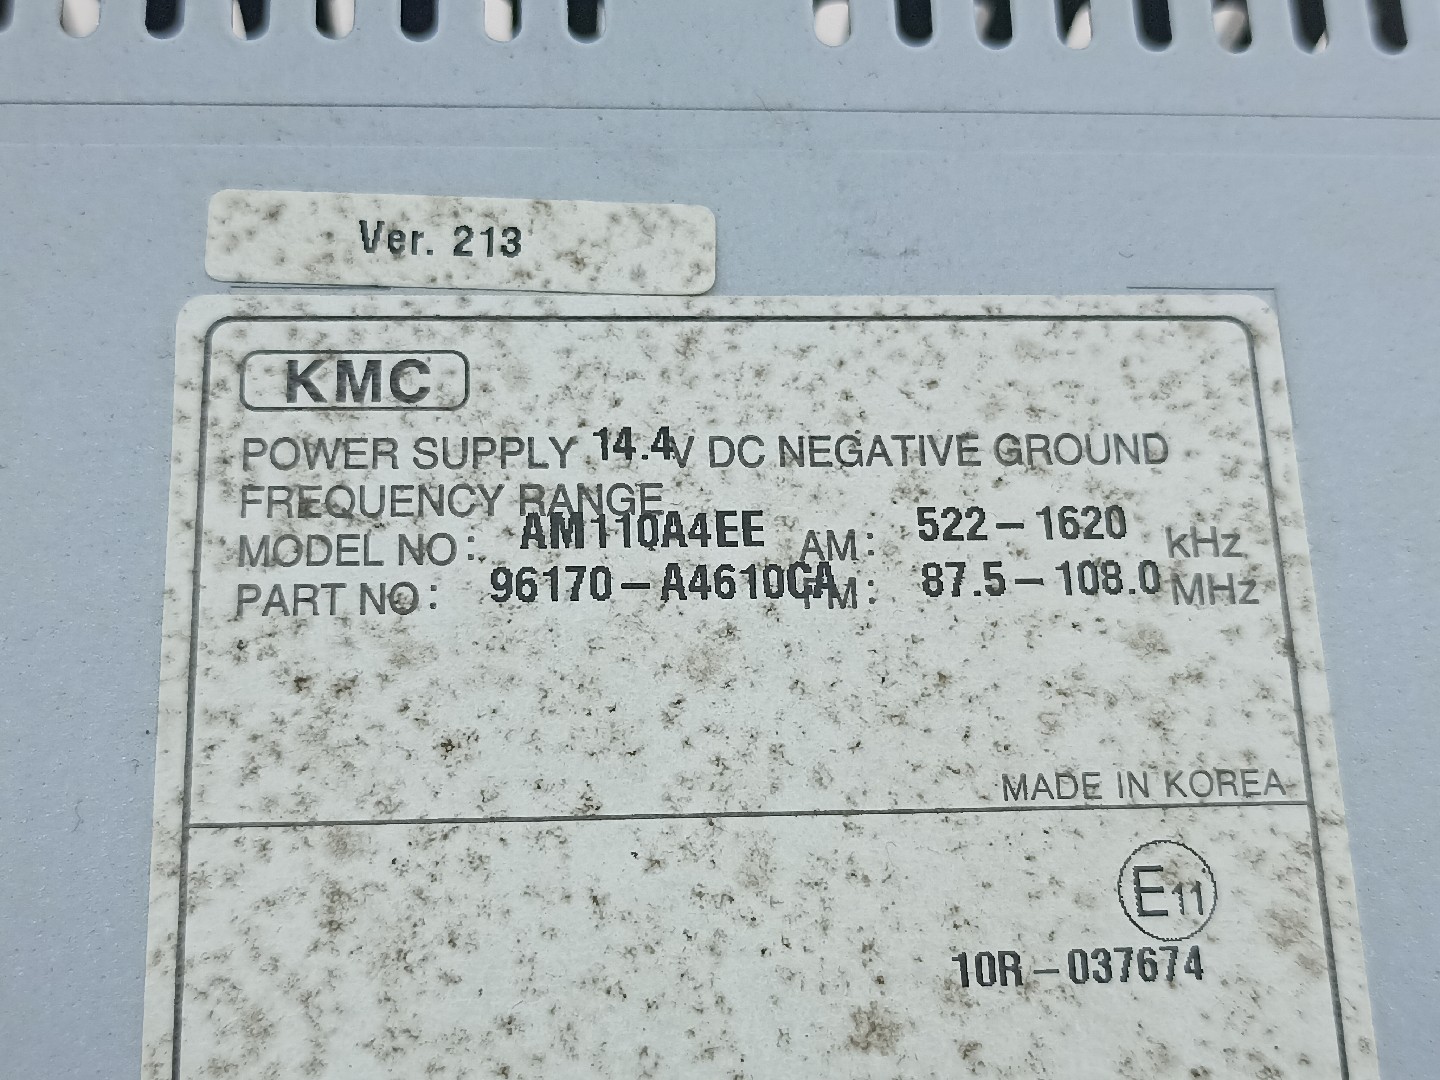 Ver. 213
KMC
POWER SUPPLY 14.4V DC NEGATIVE GROUND
FREQUENCY RANGE
MODEL NO: AM110A4EE AM: 522-1620 kHz
PART NO: 96170-A4610CA FM: 87.5-108.0 MHz
MADE IN KOREA
E11
10R-037674